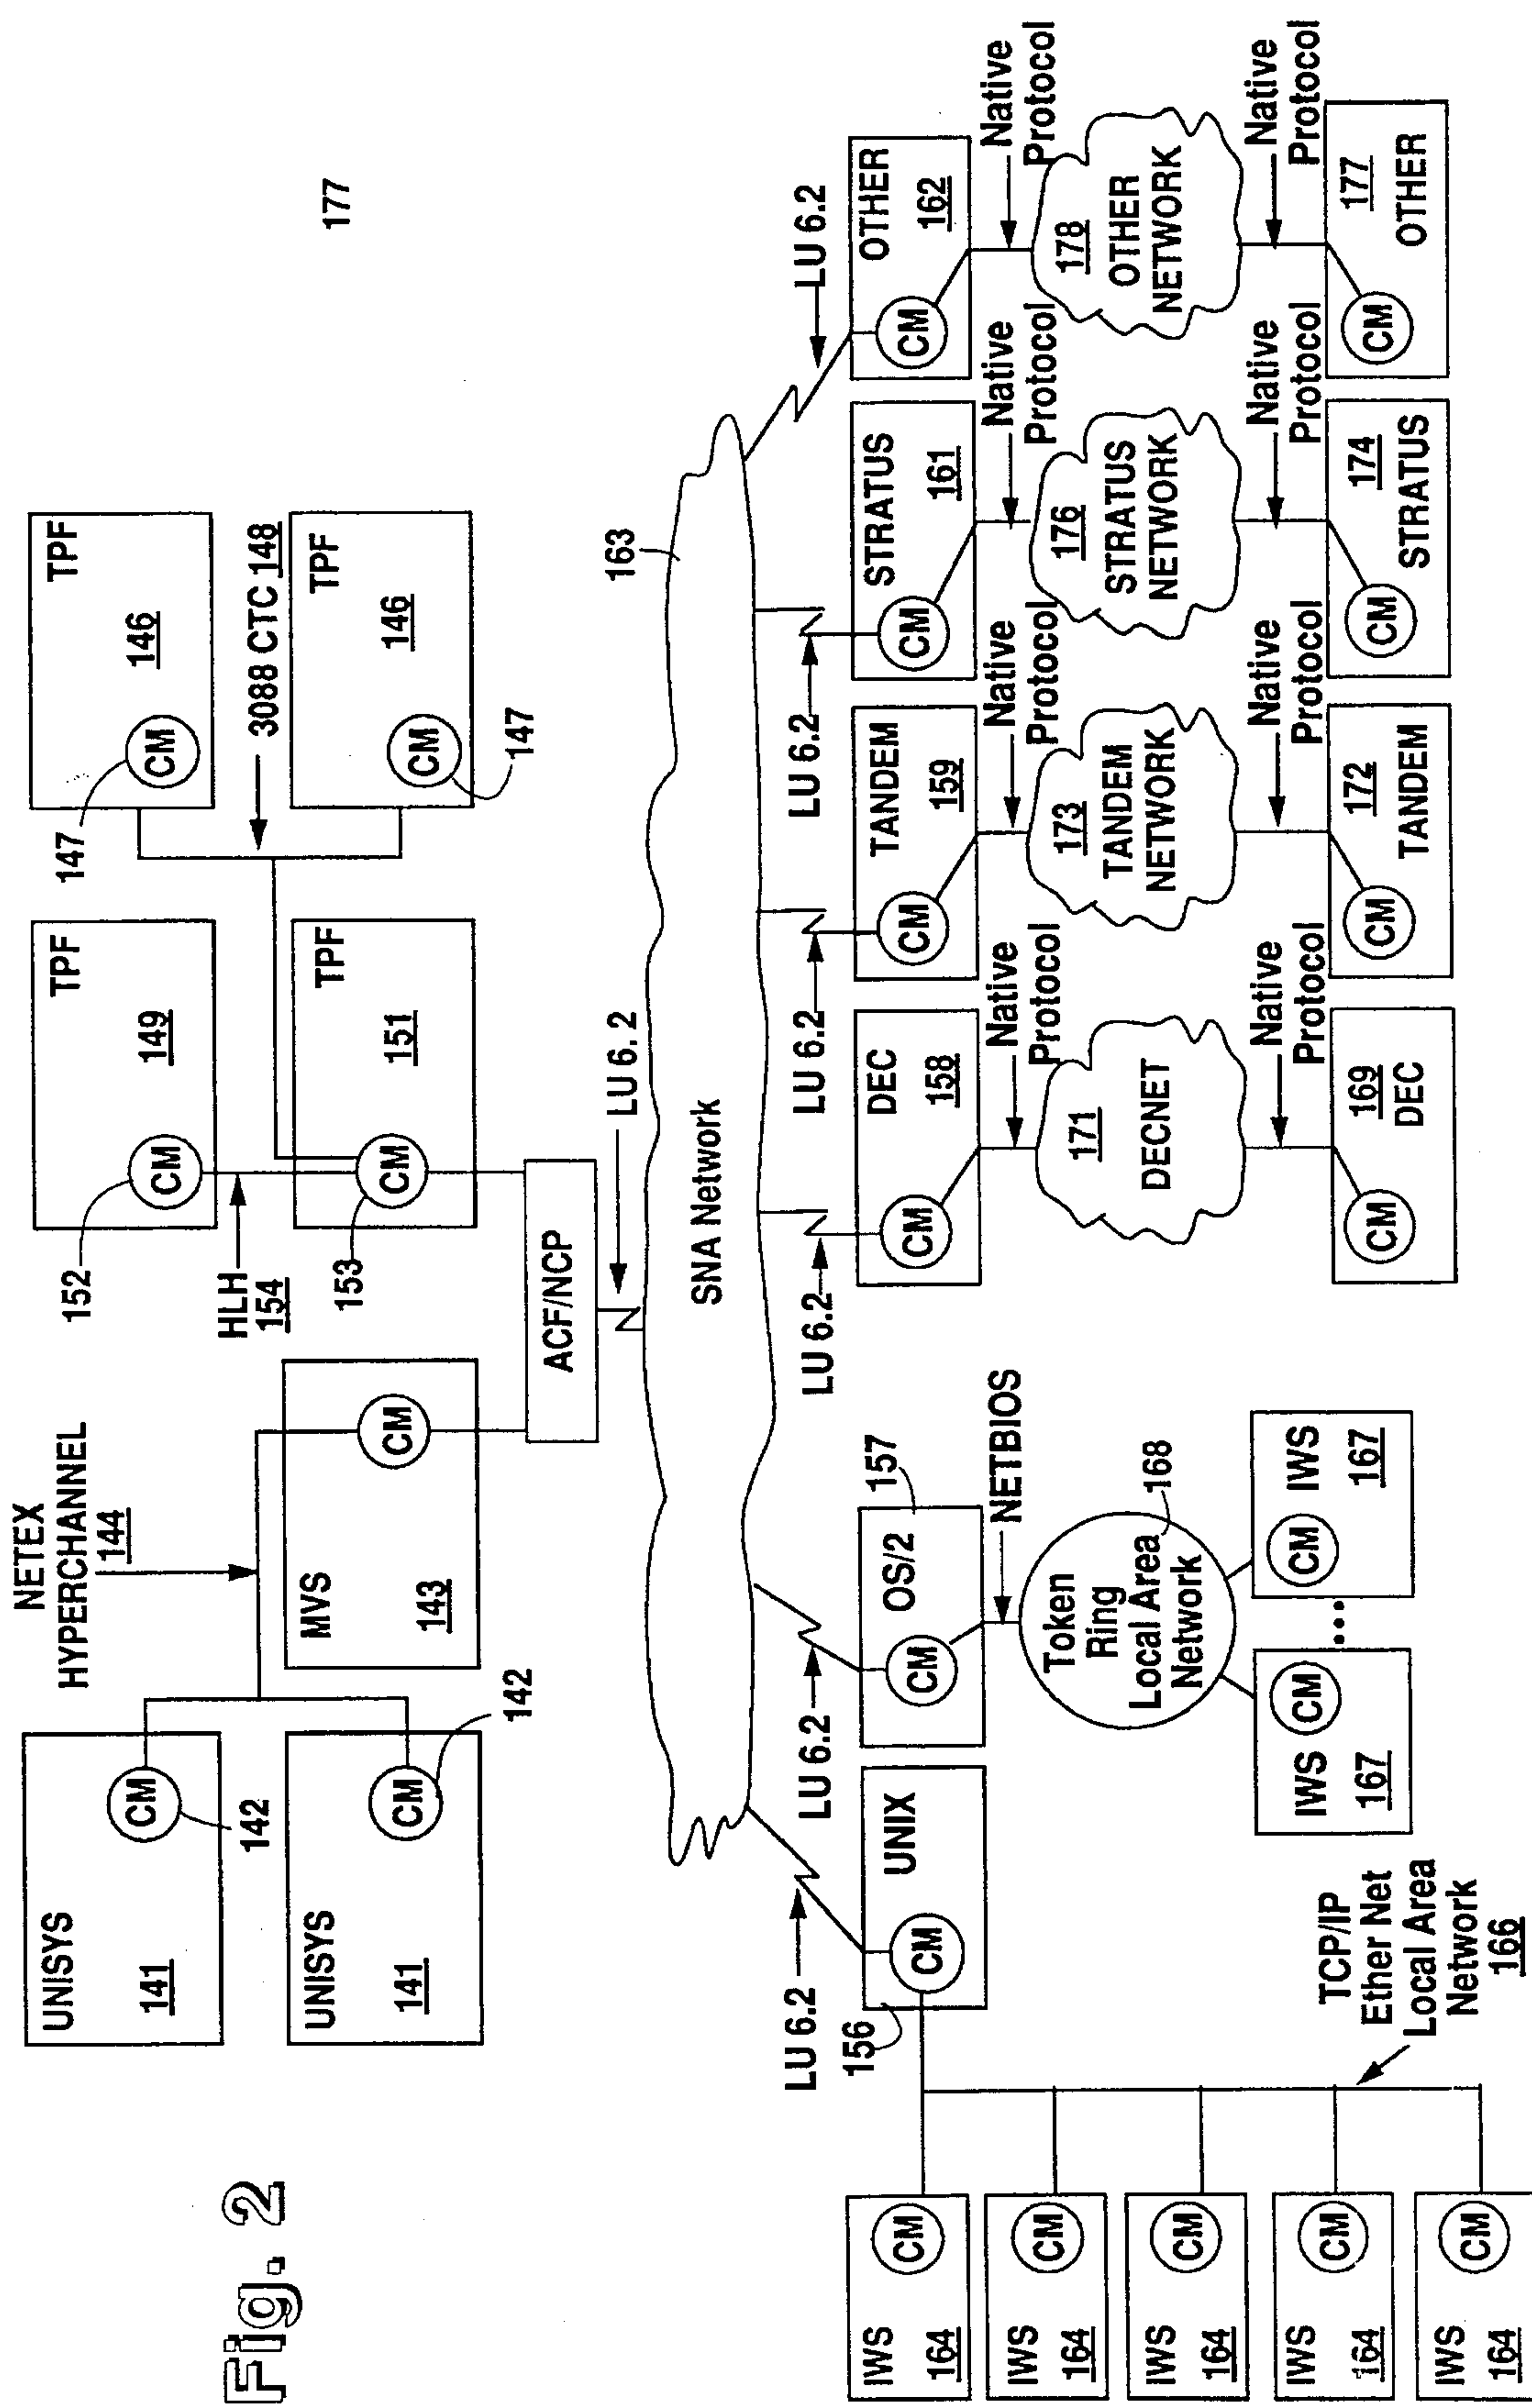 Fig. 2
177
NETEX
HYPERCHANNEL
144
UNISYS
141
CM
142
UNISYS
141
CM
142
MVS
143
CM
TPF
149
CM
152
HLH
154
TPF
151
CM
153
TPF
146
CM
147
3088 CTC 148
TPF
146
CM
147
ACF/NCP
LU 6. 2
SNA Network
163
LU 6.2
LU 6.2
LU 6.2
LU 6.2
LU 6.2
LU 6.2
156
UNIX
CM
OS/2
CM
157
DEC
158
CM
TANDEM
159
CM
STRATUS
161
CM
OTHER
162
CM
NETBIOS
Native
Protocol
Native
Protocol
Native
Protocol
Native
Protocol
Token
Ring
Local Area
Network
168
171
DECNET
173
TANDEM
NETWORK
176
STRATUS
NETWORK
178
OTHER
NETWORK
Native
Protocol
Native
Protocol
Native
Protocol
Native
Protocol
IWS
167
CM
....
IWS
167
CM
169
DEC
CM
172
TANDEM
CM
174
STRATUS
CM
177
OTHER
CM
TCP/IP
Ether Net
Local Area
Network
166
IWS
164
CM
IWS
164
CM
IWS
164
CM
IWS
164
CM
IWS
164
CM